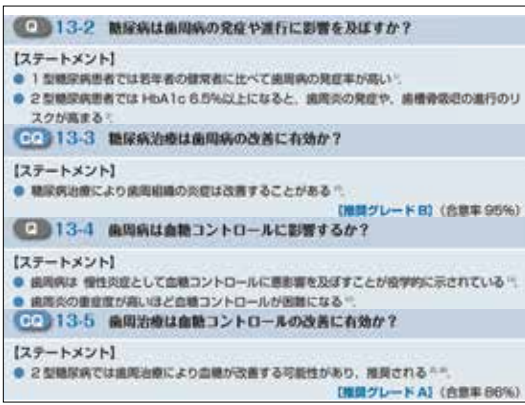 Q 13-2 糖尿病は歯周病の発症や進行に影響を及ぼすか？
【ステートメント】
● 1型糖尿病患者では若年者の健常者に比べて歯周病の発症率が高い
● 2型糖尿病患者では HbA1c 6.5%以上になると、歯周炎の発症や、歯槽骨吸収の進行のリ
スクが高まる
CQ 13-3 糖尿病治療は歯周病の改善に有効か？
【ステートメント】
● 糖尿病治療により歯周組織の炎症は改善することがある
【推奨グレード B】（合意率 95%）
Q 13-4 歯周病は血糖コントロールに影響するか？
【ステートメント】
● 歯周病は 慢性炎症として血糖コントロールに悪影響を及ぼすことが疫学的に示されている
● 歯周炎の重症度が高いほど血糖コントロールが困難になる
CQ 13-5 歯周治療は血糖コントロールの改善に有効か？
【ステートメント】
● 2型糖尿病では歯周治療により血糖が改善する可能性があり、推奨される
【推奨グレード A】（合意率 86%）